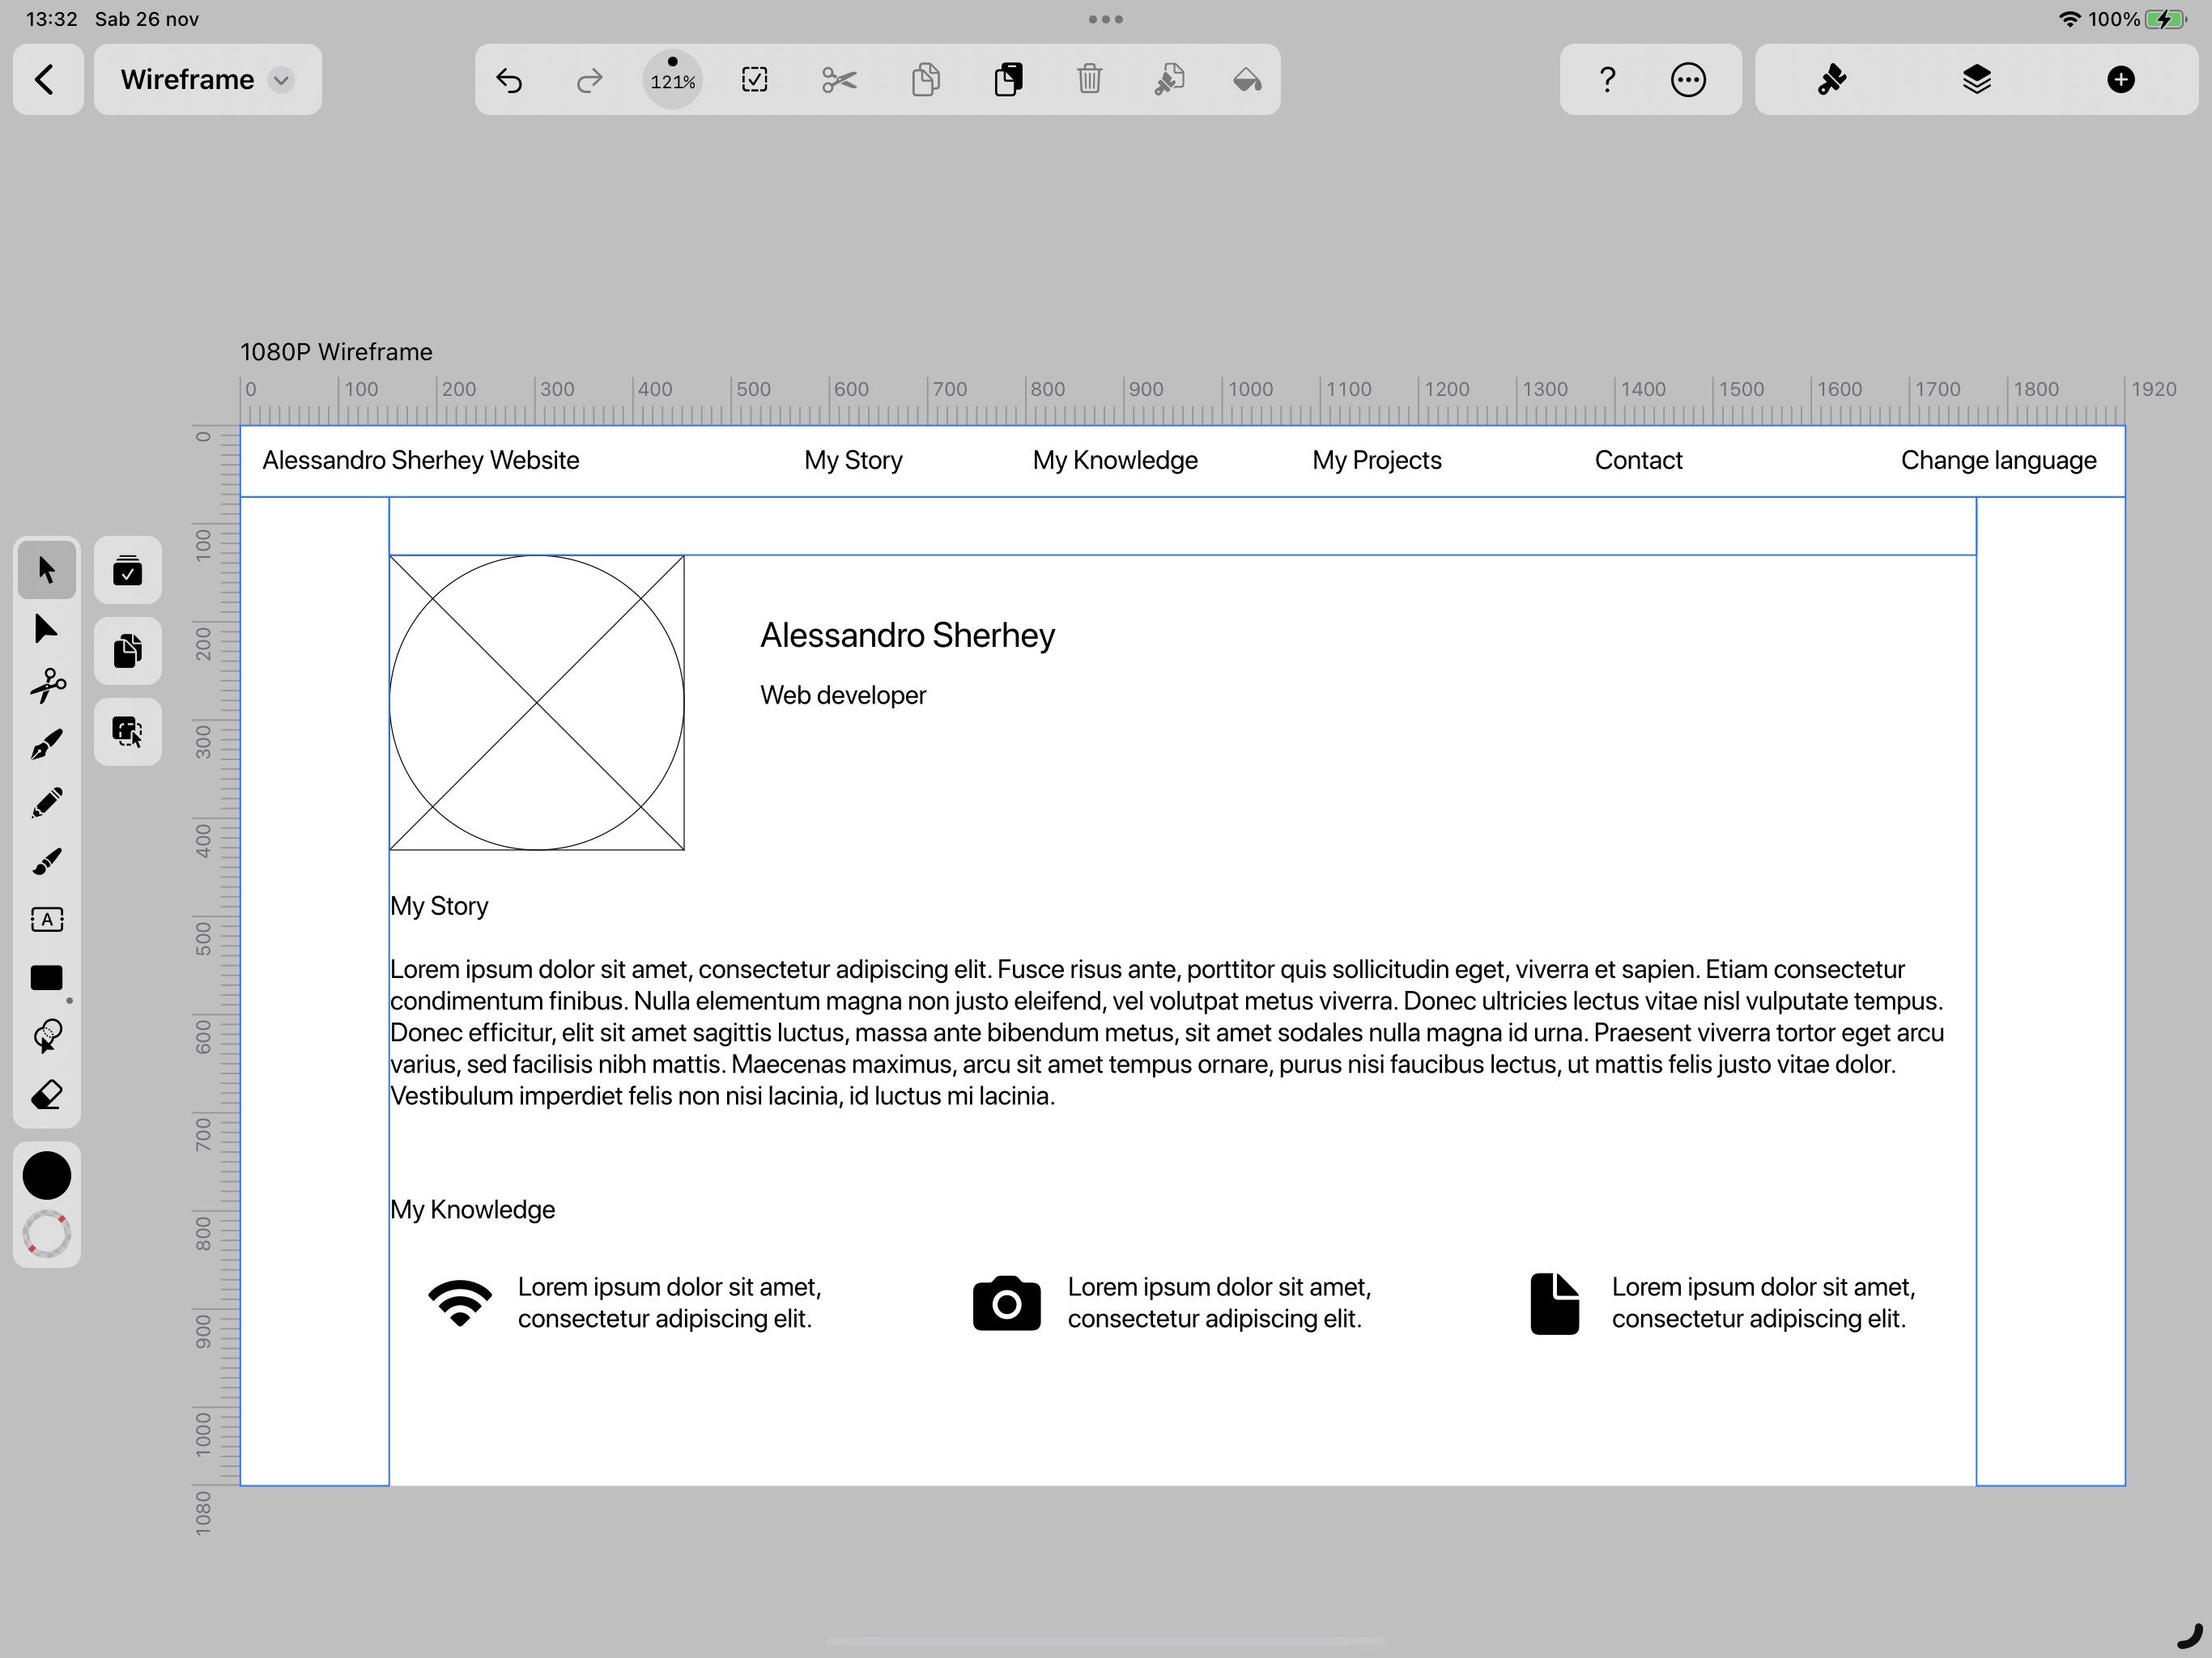 13:32 Sab 26 nov
100%
Wireframe
121%
?
1080P Wireframe
0 100 200 300 400 500 600 700 800 900 1000 1100 1200 1300 1400 1500 1600 1700 1800 1920
0
100
200
300
400
500
600
700
800
900
1000
1080
A
Alessandro Sherhey Website My Story My Knowledge My Projects Contact Change language
Alessandro Sherhey
Web developer
My Story
Lorem ipsum dolor sit amet, consectetur adipiscing elit. Fusce risus ante, porttitor quis sollicitudin eget, viverra et sapien. Etiam consectetur
condimentum finibus. Nulla elementum magna non justo eleifend, vel volutpat metus viverra. Donec ultricies lectus vitae nisl vulputate tempus.
Donec efficitur, elit sit amet sagittis luctus, massa ante bibendum metus, sit amet sodales nulla magna id urna. Praesent viverra tortor eget arcu
varius, sed facilisis nibh mattis. Maecenas maximus, arcu sit amet tempus ornare, purus nisi faucibus lectus, ut mattis felis justo vitae dolor.
Vestibulum imperdiet felis non nisi lacinia, id luctus mi lacinia.
My Knowledge
Lorem ipsum dolor sit amet,
consectetur adipiscing elit.
Lorem ipsum dolor sit amet,
consectetur adipiscing elit.
Lorem ipsum dolor sit amet,
consectetur adipiscing elit.